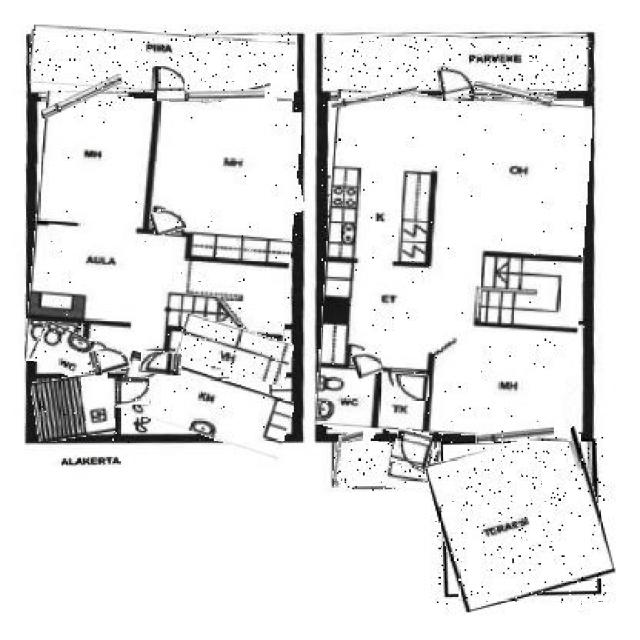 PIHA
PARVEKE
MH
MH
OH
K
AULA
ET
WC
VH
KH
MH
WC
TK
ALAKERTA
TERASSI